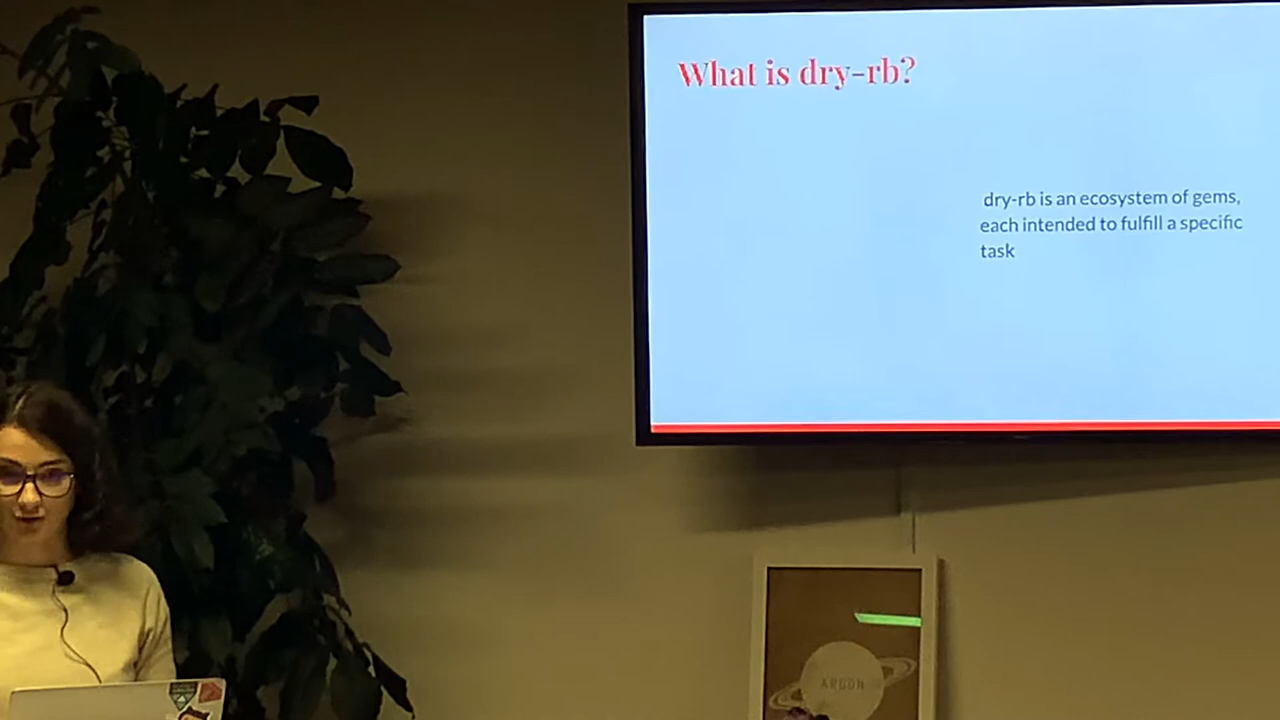 What is dry-rb?
dry-rb is an ecosystem of gems,
each intended to fulfill a specific
task
ARGON